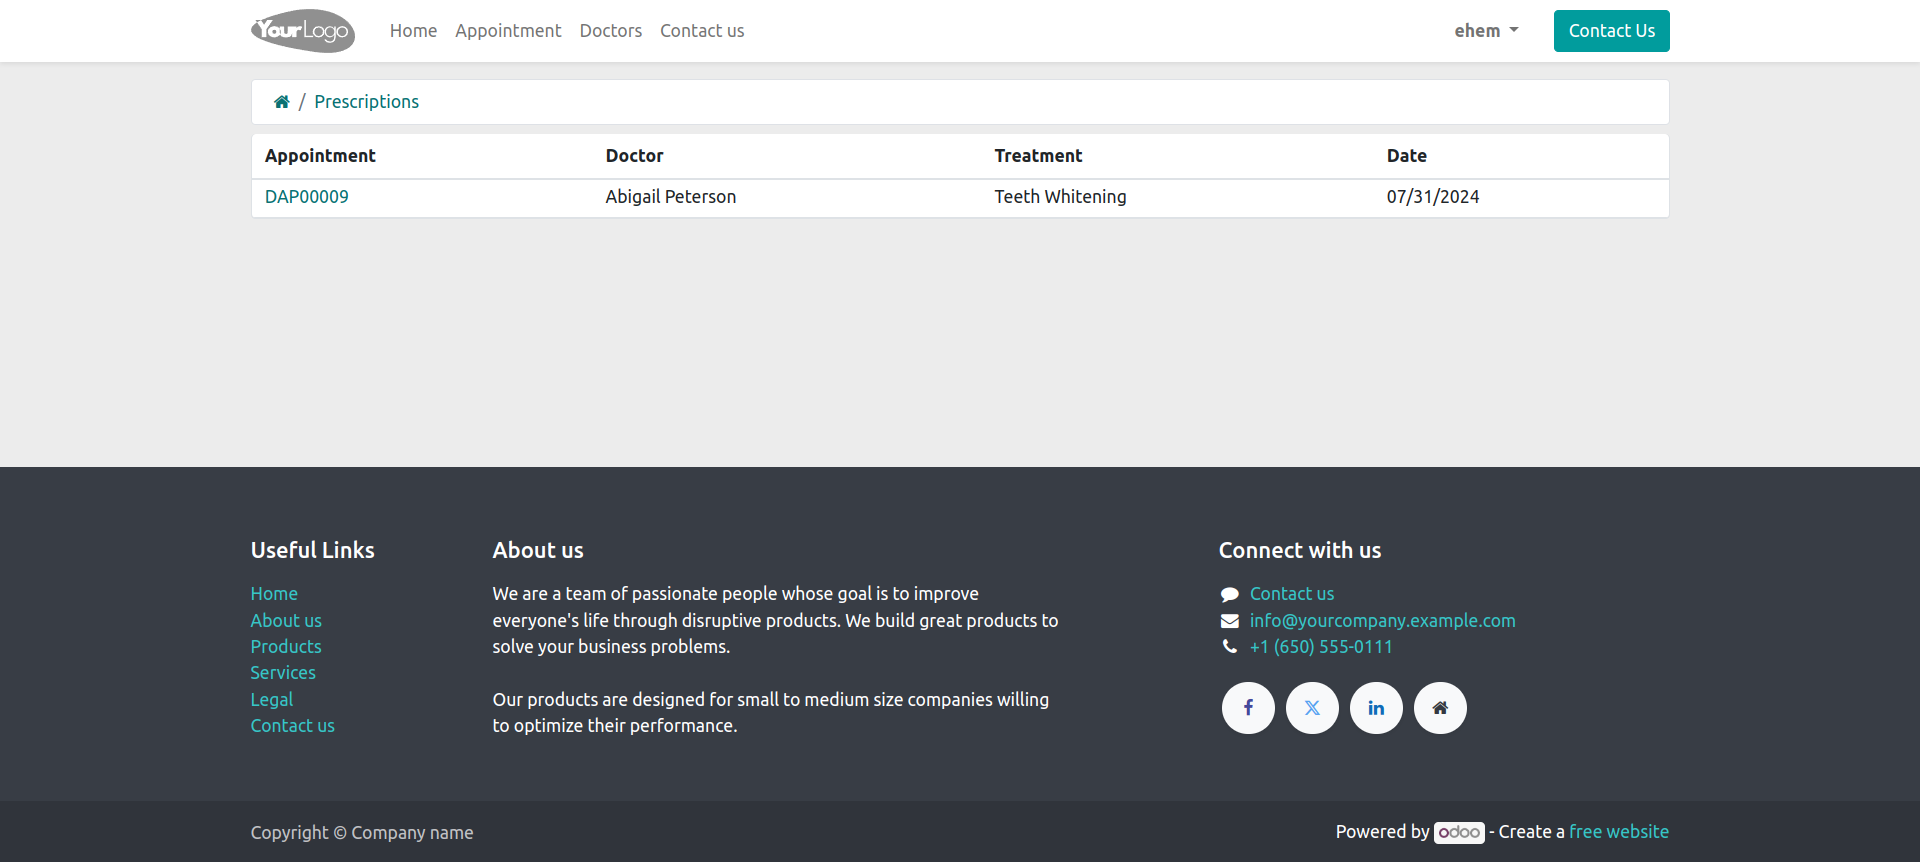 YourLogo Home Appointment Doctors Contact us ehem Contact Us
/ Prescriptions
Appointment Doctor Treatment Date
DAP00009 Abigail Peterson Teeth Whitening 07/31/2024
Useful Links
Home
About us
Products
Services
Legal
Contact us
About us
We are a team of passionate people whose goal is to improve
everyone's life through disruptive products. We build great products to
solve your business problems.
Our products are designed for small to medium size companies willing
to optimize their performance.
Connect with us
Contact us
info@yourcompany.example.com
+1 (650) 555-0111
Copyright © Company name
Powered by odoo - Create a free website